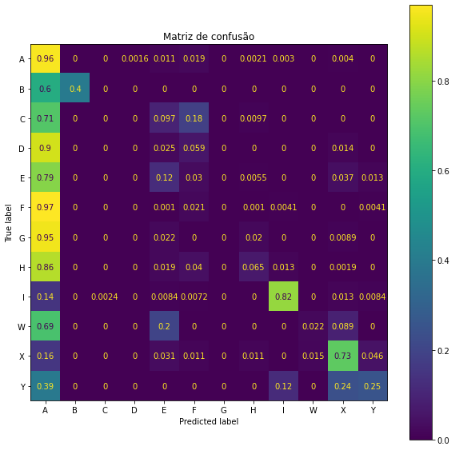 Matriz de confusão
A 0.96 0 0 0.0016 0.011 0.019 0 0.0021 0.003 0 0.004 0
B 0.6 0.4 0 0 0 0 0 0 0 0 0 0
C 0.71 0 0 0 0.097 0.18 0 0.0097 0 0 0 0
D 0.9 0 0 0 0.025 0.059 0 0 0 0 0.014 0
E 0.79 0 0 0 0.12 0.03 0 0.0055 0 0 0.037 0.013
F 0.97 0 0 0 0.001 0.021 0 0.001 0.0041 0 0 0.0041
G 0.95 0 0 0 0.022 0 0 0.02 0 0 0.0089 0
H 0.86 0 0 0 0.019 0.04 0 0.065 0.013 0 0.0019 0
I 0.14 0 0.0024 0 0.0084 0.0072 0 0 0.82 0 0.013 0.0084
W 0.69 0 0 0 0.2 0 0 0 0 0.022 0.089 0
X 0.16 0 0 0 0.031 0.011 0 0.011 0 0.015 0.73 0.046
Y 0.39 0 0 0 0 0 0 0 0.12 0 0.24 0.25
A B C D E F G H I W X Y
Predicted label
True label
0.8
0.6
0.4
0.2
0.0